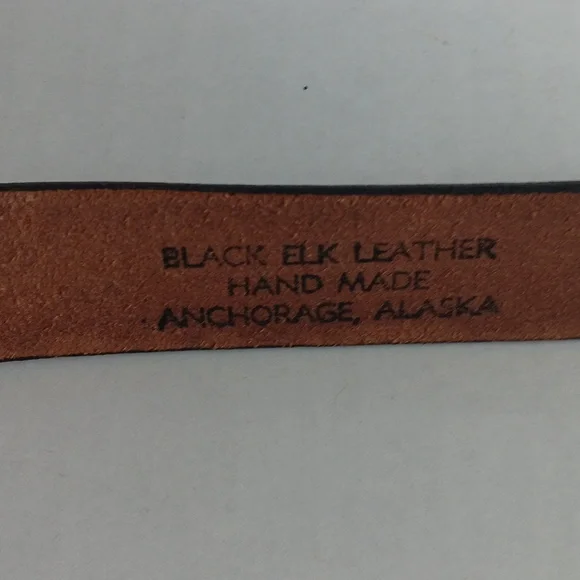 BLACK ELK LEATHER
HAND MADE
ANCHORAGE, ALASKA